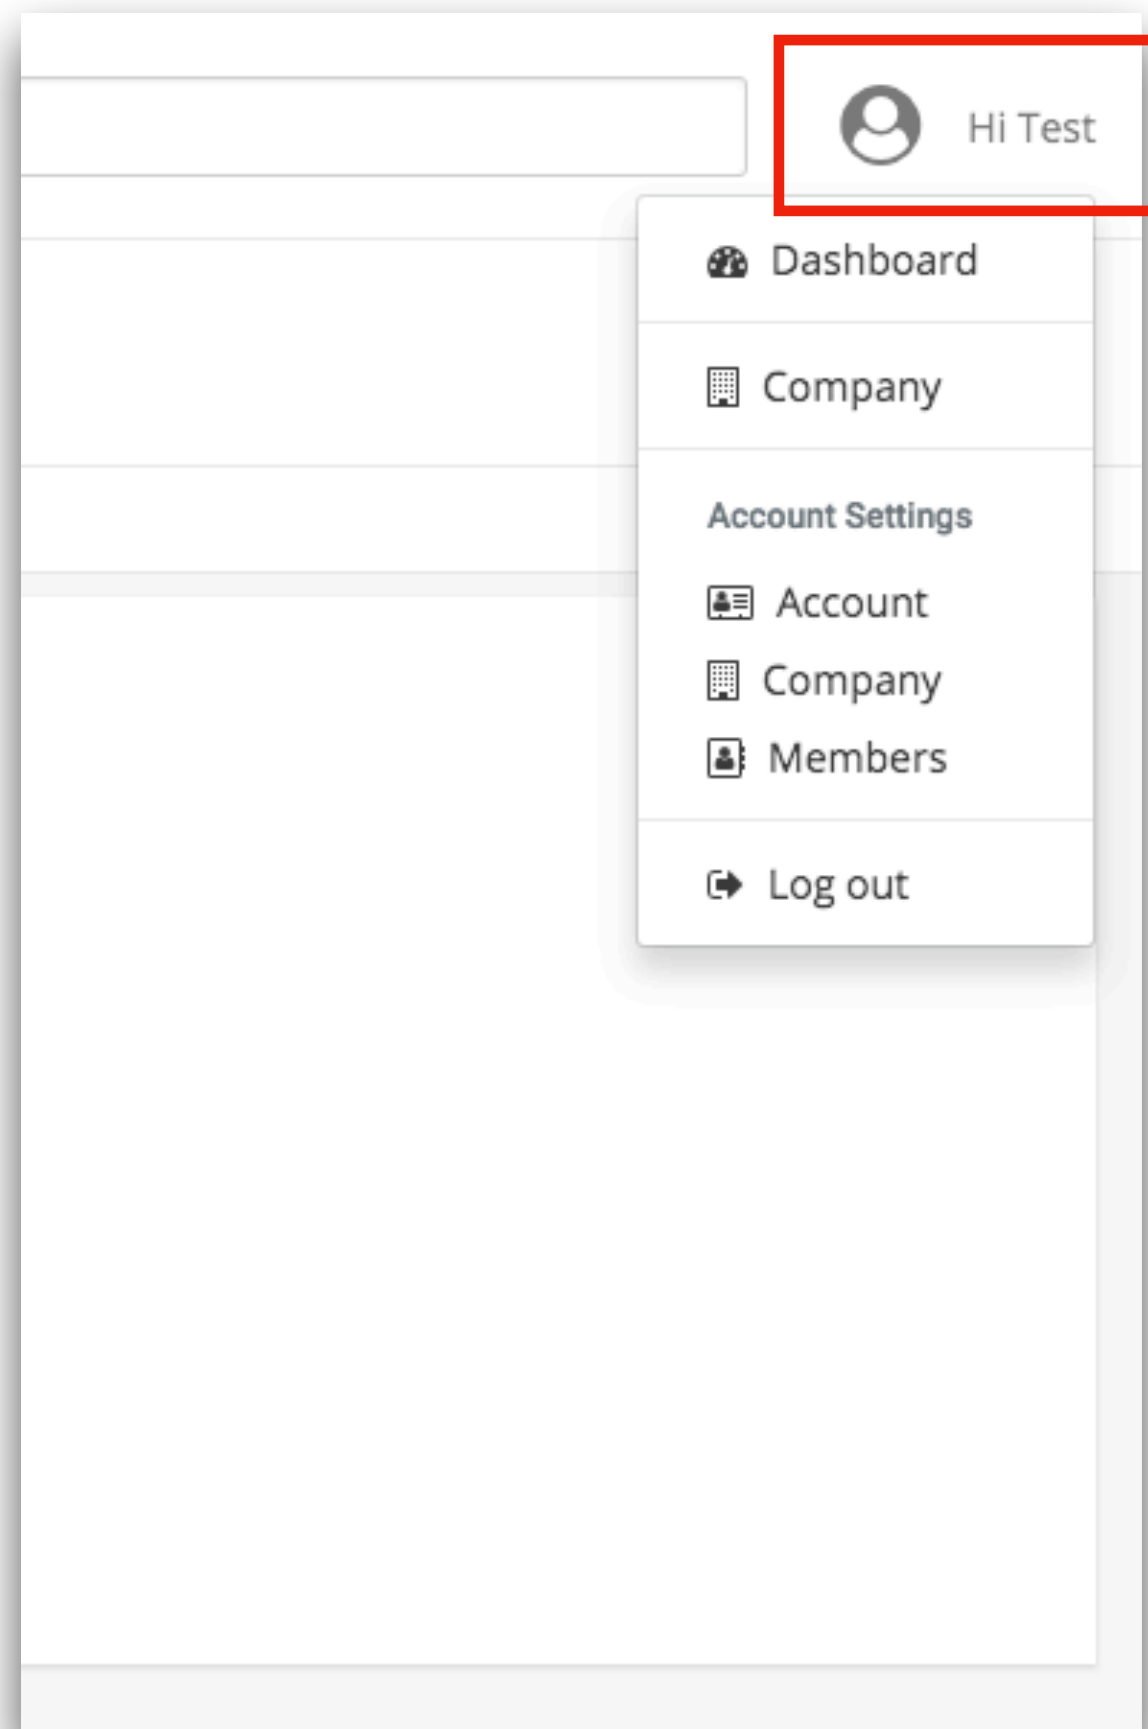 Hi Test
Dashboard
Company
Account Settings
Account
Company
Members
Log out